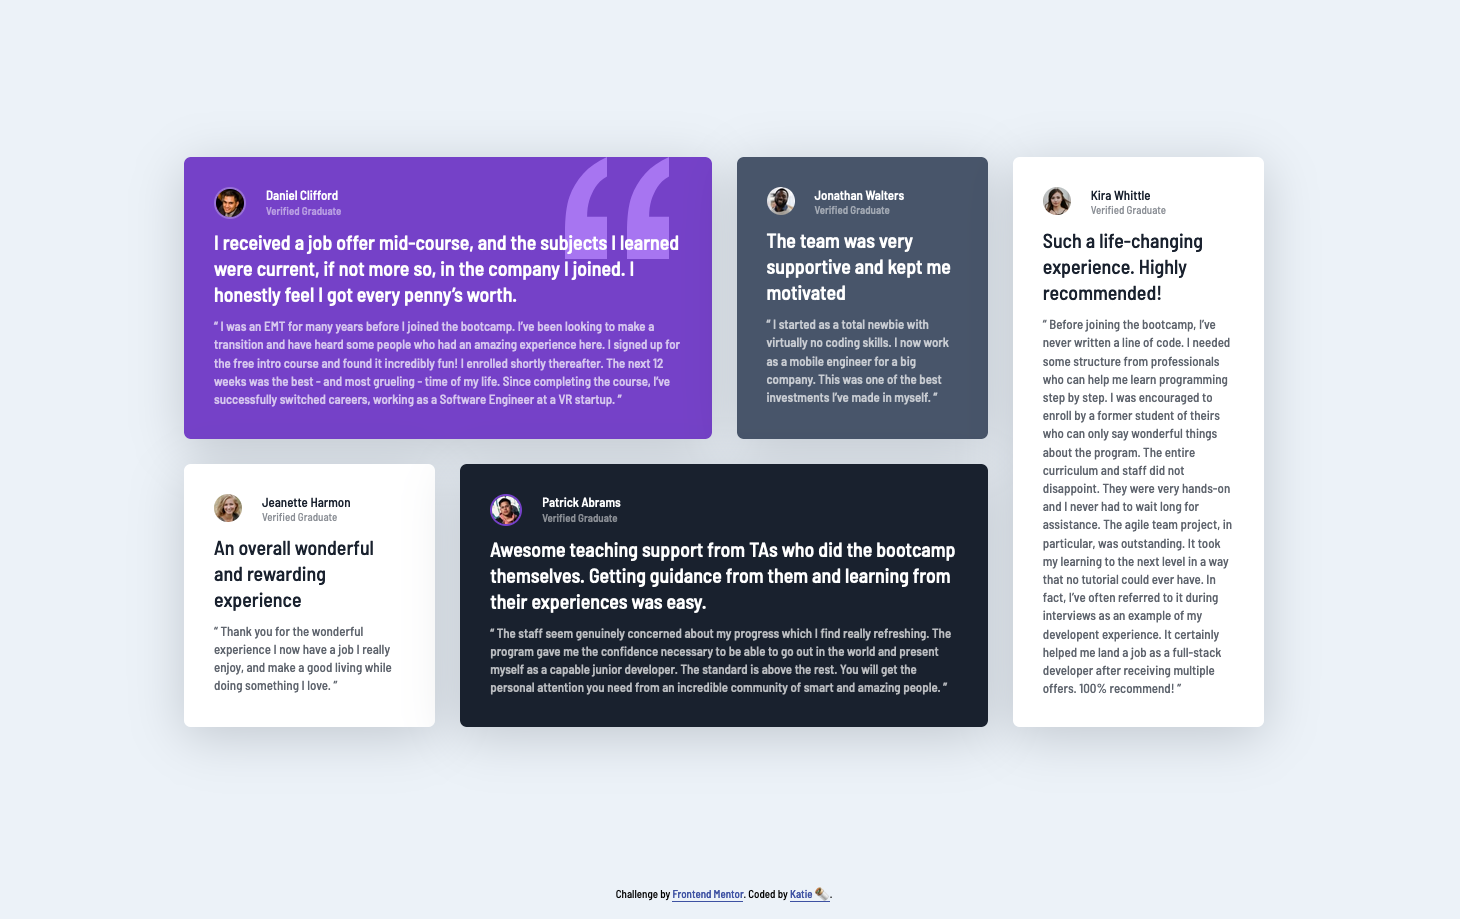 Daniel Clifford
Verified Graduate
I received a job offer mid-course, and the subjects I learned
were current, if not more so, in the company I joined. I
honestly feel I got every penny’s worth.
“ I was an EMT for many years before I joined the bootcamp. I’ve been looking to make a
transition and have heard some people who had an amazing experience here. I signed up for
the free intro course and found it incredibly fun! I enrolled shortly thereafter. The next 12
weeks was the best - and most grueling - time of my life. Since completing the course, I’ve
successfully switched careers, working as a Software Engineer at a VR startup. “
Jonathan Walters
Verified Graduate
The team was very
supportive and kept me
motivated
“ I started as a total newbie with
virtually no coding skills. I now work
as a mobile engineer for a big
company. This was one of the best
investments I’ve made in myself. “
Kira Whittle
Verified Graduate
Such a life-changing
experience. Highly
recommended!
“ Before joining the bootcamp, I’ve
never written a line of code. I needed
some structure from professionals
who can help me learn programming
step by step. I was encouraged to
enroll by a former student of theirs
who can only say wonderful things
about the program. The entire
curriculum and staff did not
disappoint. They were very hands-on
and I never had to wait long for
assistance. The agile team project, in
particular, was outstanding. It took
my learning to the next level in a way
that no tutorial could ever have. In
fact, I’ve often referred to it during
interviews as an example of my
developent experience. It certainly
helped me land a job as a full-stack
developer after receiving multiple
offers. 100% recommend! “
Jeanette Harmon
Verified Graduate
An overall wonderful
and rewarding
experience
“ Thank you for the wonderful
experience I now have a job I really
enjoy, and make a good living while
doing something I love. “
Patrick Abrams
Verified Graduate
Awesome teaching support from TAs who did the bootcamp
themselves. Getting guidance from them and learning from
their experiences was easy.
“ The staff seem genuinely concerned about my progress which I find really refreshing. The
program gave me the confidence necessary to be able to go out in the world and present
myself as a capable junior developer. The standard is above the rest. You will get the
personal attention you need from an incredible community of smart and amazing people. “
Challenge by Frontend Mentor. Coded by Katie 🗞️.